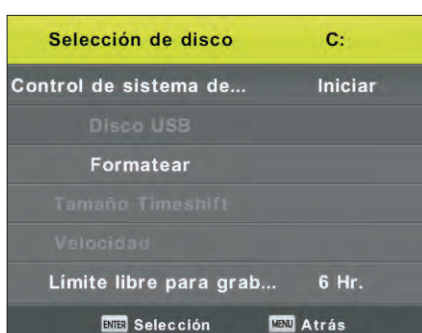 Selección de disco C:
Control de sistema de... Iniciar
Disco USB
Formatear
Tamaño Timeshift
Velocidad
Límite libre para grab... 6 Hr.
ENTER Selección MENU Atrás